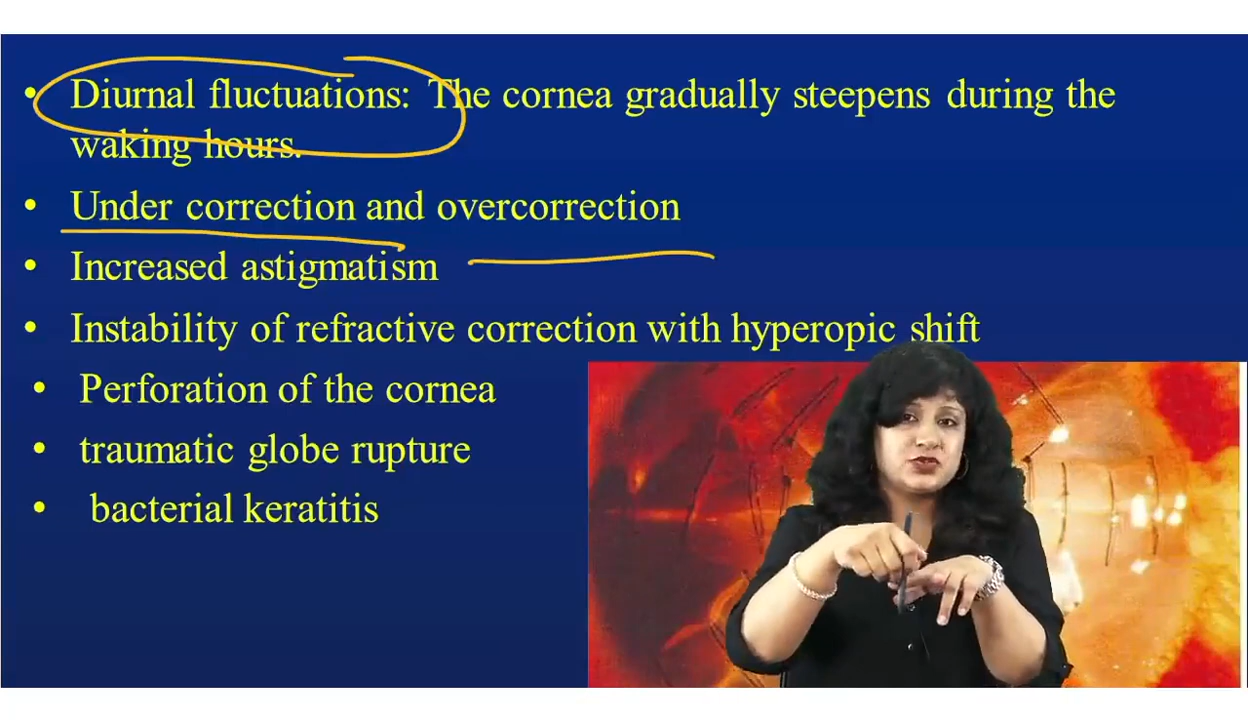 • Diurnal fluctuations: The cornea gradually steepens during the
waking hours.
• Under correction and overcorrection
• Increased astigmatism
• Instability of refractive correction with hyperopic shift
• Perforation of the cornea
• traumatic globe rupture
• bacterial keratitis